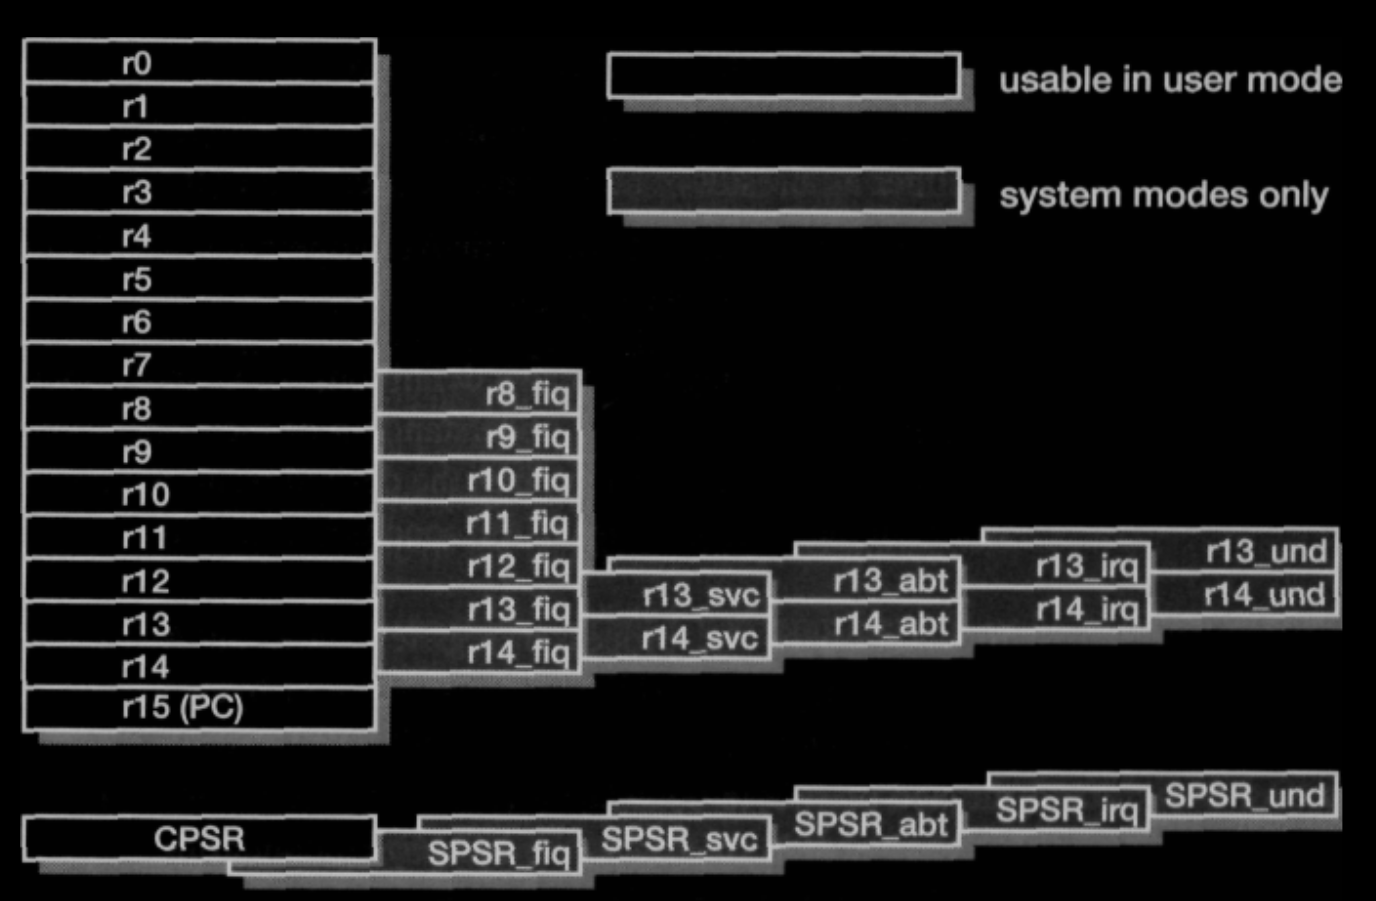 r0
r1
r2
r3
r4
r5
r6
r7
r8
r9
r10
r11
r12
r13
r14
r15 (PC)
usable in user mode
system modes only
r8_fiq
r9_fiq
r10_fiq
r11_fiq
r12_fiq
r13_fiq
r14_fiq
r13_svc
r14_svc
r13_abt
r14_abt
r13_irq
r14_irq
r13_und
r14_und
CPSR
SPSR_fiq
SPSR_svc
SPSR_abt
SPSR_irq
SPSR_und